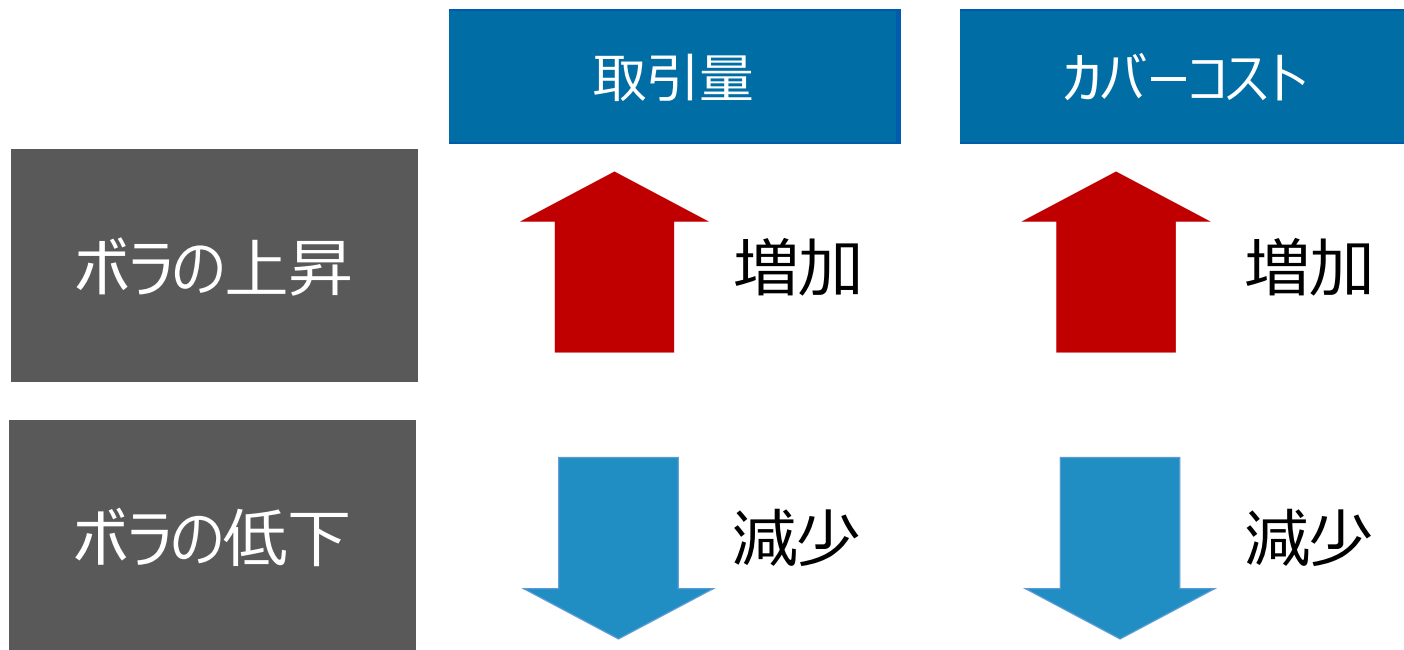 取引量
カバーコスト
ボラの上昇
増加
増加
ボラの低下
減少
減少